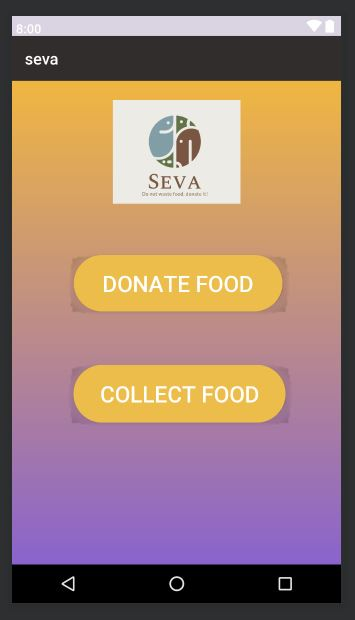 8:00
seva
SEVA
Do not waste food, donate it!
DONATE FOOD
COLLECT FOOD